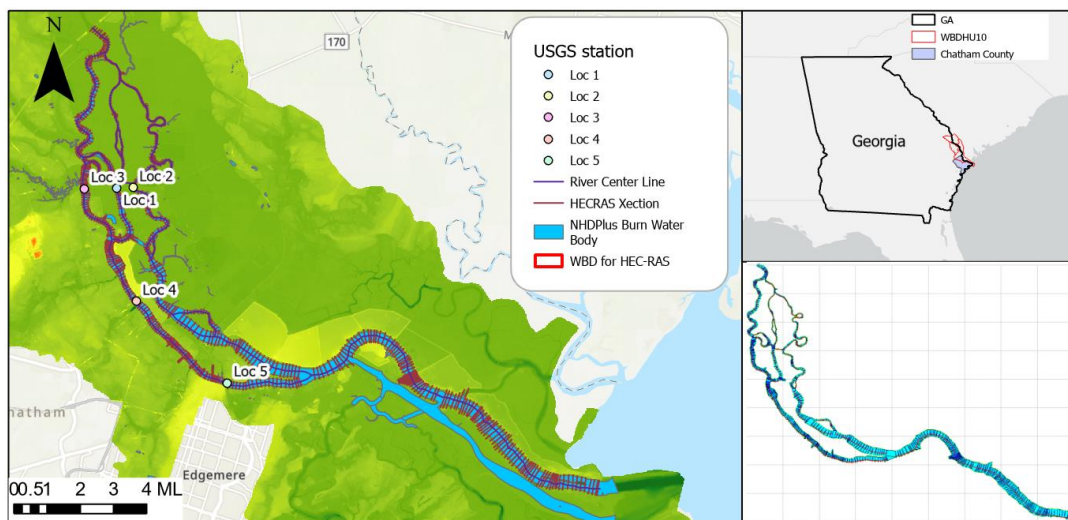 N
170
M
USGS station
Loc 1
Loc 2
Loc 3
Loc 4
Loc 5
River Center Line
HECRAS Xection
NHDPlus Burn Water
Body
WBD for HEC-RAS
Loc 3
Loc 2
Loc 1
Loc 4
Loc 5
hatham
Edgemere
00.51 2 3 4 ML
GA
WBDHU10
Chatham County
Georgia